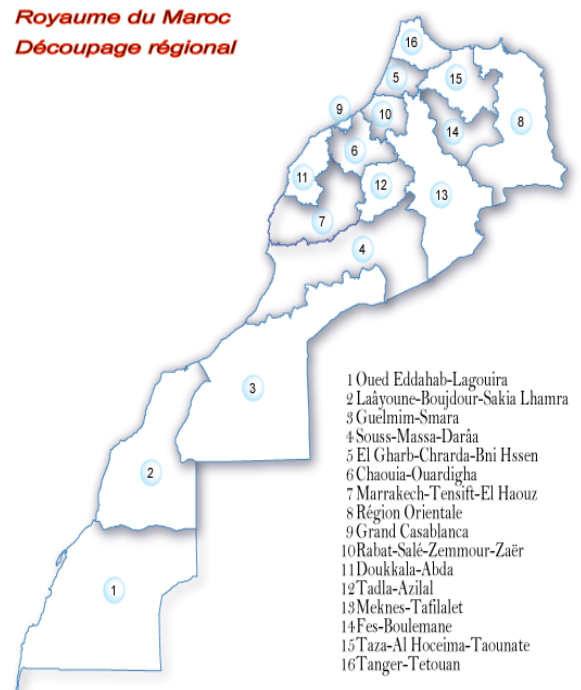 Royaume du Maroc
Découpage régional
16
5
15
9
10
8
14
6
11
12
13
7
4
3
2
1
1 Oued Eddahab-Lagouira
2 Laâyoune-Boujdour-Sakia Lhamra
3 Guelmim-Smara
4 Souss-Massa-Darâa
5 El Gharb-Chrarda-Bni Hssen
6 Chaouia-Ouardigha
7 Marrakech-Tensift-El Haouz
8 Région Orientale
9 Grand Casablanca
10 Rabat-Salé-Zemmour-Zaër
11 Doukkala-Abda
12 Tadla-Azilal
13 Meknes-Tafilalet
14 Fes-Boulemane
15 Taza-Al Hoceima-Taounate
16 Tanger-Tetouan